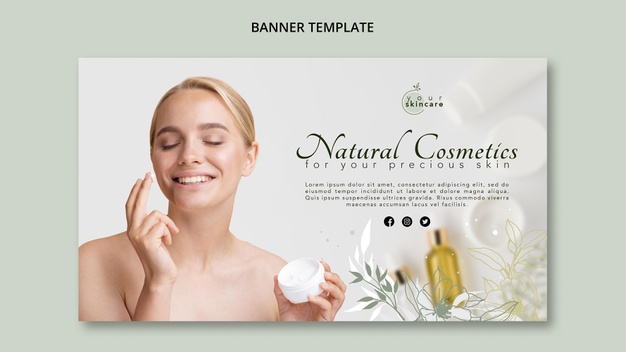 BANNER TEMPLATE
your
skincare
Natural Cosmetics
for your precious skin
Lorem ipsum dolor sit amet, consectetur adipiscing elit, sed do
eiusmod tempor incididunt ut labore et dolore magna aliqua. Quis
ipsum suspendisse ultrices gravida. Risus commodo viverra
maecenas accumsan lacus vel facilisis.